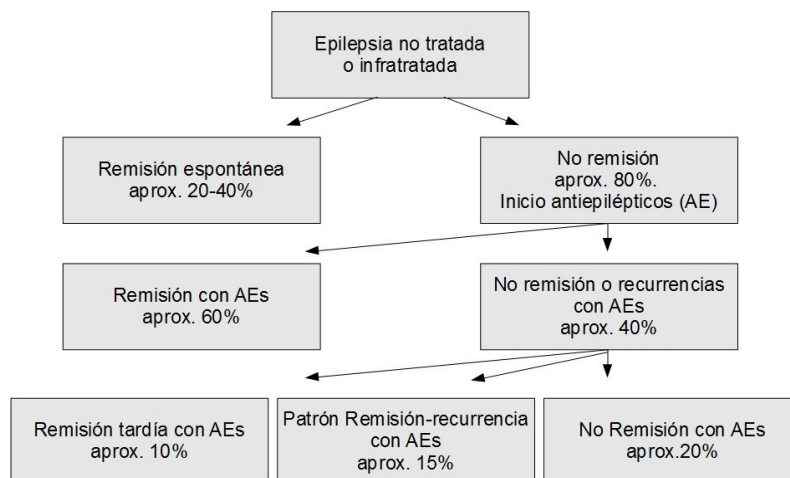 Epilepsia no tratada
o infratratada
Remisión espontánea
aprox. 20-40%
No remisión
aprox. 80%.
Inicio antiepilépticos (AE)
Remisión con AEs
aprox. 60%
No remisión o recurrencias
con AEs
aprox. 40%
Remisión tardía con AEs
aprox. 10%
Patrón Remisión-recurrencia
con AEs
aprox. 15%
No Remisión con AEs
aprox.20%